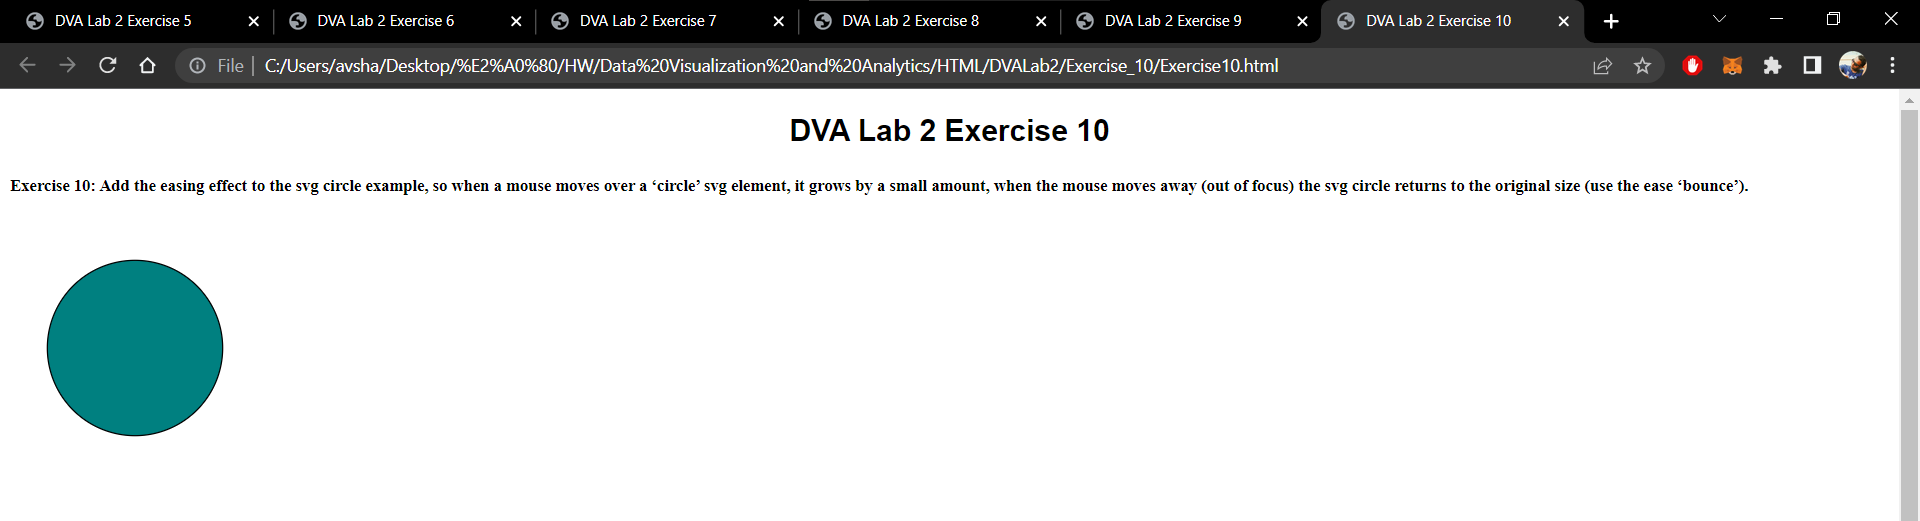 DVA Lab 2 Exercise 5
DVA Lab 2 Exercise 6
DVA Lab 2 Exercise 7
DVA Lab 2 Exercise 8
DVA Lab 2 Exercise 9
DVA Lab 2 Exercise 10
File
C:/Users/avsha/Desktop/%E2%A0%80/HW/Data%20Visualization%20and%20Analytics/HTML/DVALab2/Exercise_10/Exercise10.html
DVA Lab 2 Exercise 10
Exercise 10: Add the easing effect to the svg circle example, so when a mouse moves over a ‘circle’ svg element, it grows by a small amount, when the mouse moves away (out of focus) the svg circle returns to the original size (use the ease ‘bounce’).